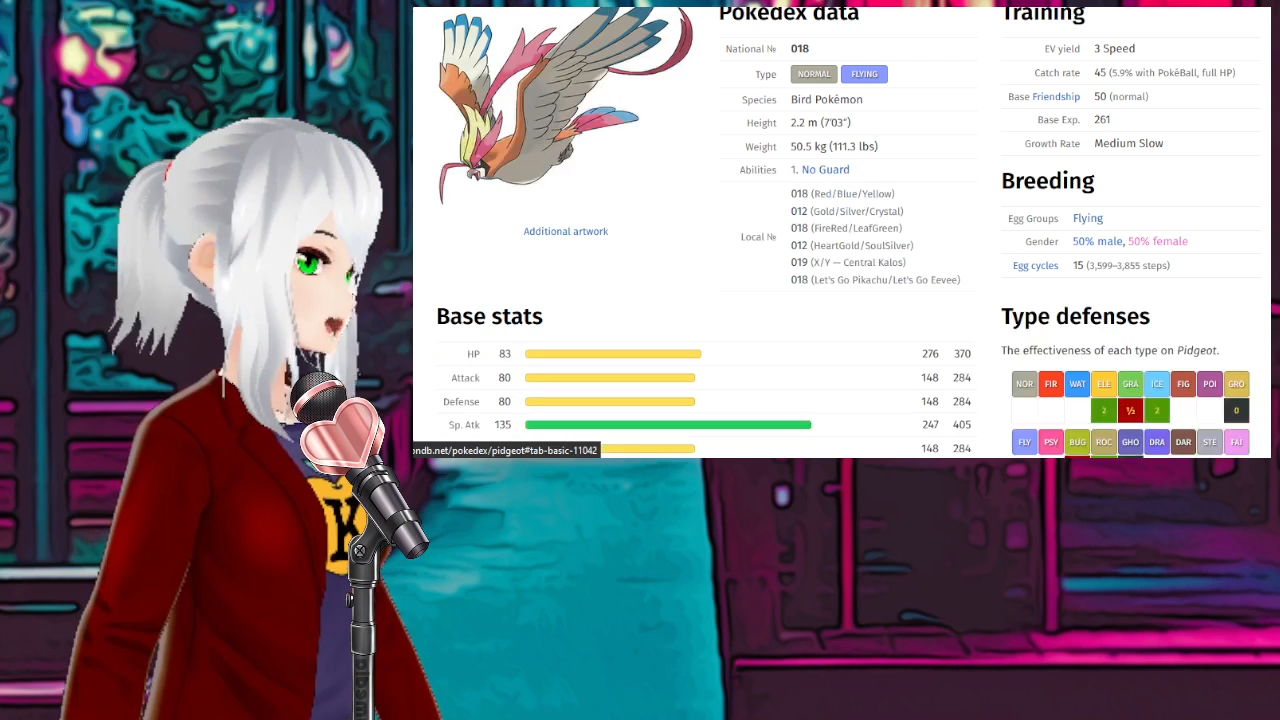 Pokédex data
National № 018
Type NORMAL FLYING
Species Bird Pokémon
Height 2.2 m (7′03″)
Weight 50.5 kg (111.3 lbs)
Abilities 1. No Guard
Local № 018 (Red/Blue/Yellow)
012 (Gold/Silver/Crystal)
018 (FireRed/LeafGreen)
012 (HeartGold/SoulSilver)
019 (X/Y — Central Kalos)
018 (Let's Go Pikachu/Let's Go Eevee)
Additional artwork
Training
EV yield 3 Speed
Catch rate 45 (5.9% with PokéBall, full HP)
Base Friendship 50 (normal)
Base Exp. 261
Growth Rate Medium Slow
Breeding
Egg Groups Flying
Gender 50% male, 50% female
Egg cycles 15 (3,599–3,855 steps)
Base stats
HP 83 276 370
Attack 80 148 284
Defense 80 148 284
Sp. Atk 135 247 405
148 284
ondb.net/pokedex/pidgeot#tab-basic-11042
Type defenses
The effectiveness of each type on Pidgeot.
NOR FIR WAT ELE GRA ICE FIG POI GRO
2 ½ 2 0
FLY PSY BUG ROC GHO DRA DAR STE FAI
K